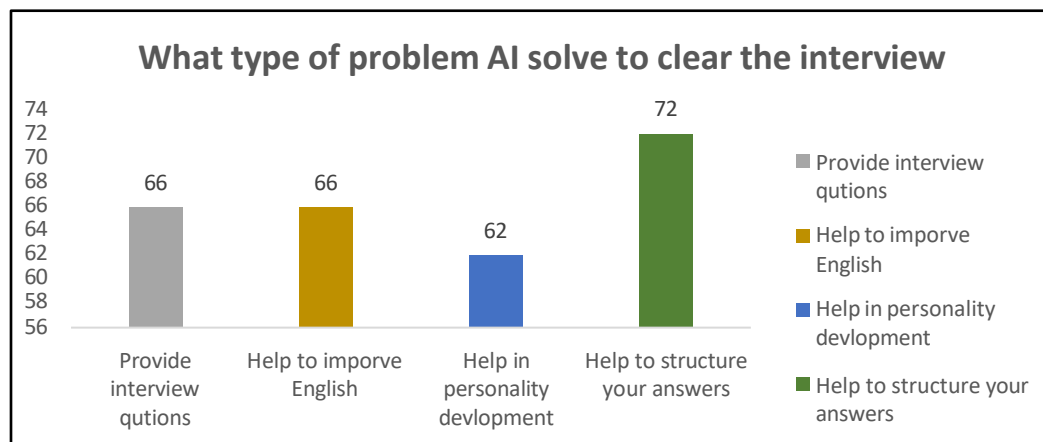 What type of problem AI solve to clear the interview
74
72
70
68
66
64
62
60
58
56
66
66
62
72
Provide
interview
qutions
Help to imporve
English
Help in
personality
devlopment
Help to structure
your answers
Provide interview
qutions
Help to imporve
English
Help in personality
devlopment
Help to structure your
answers